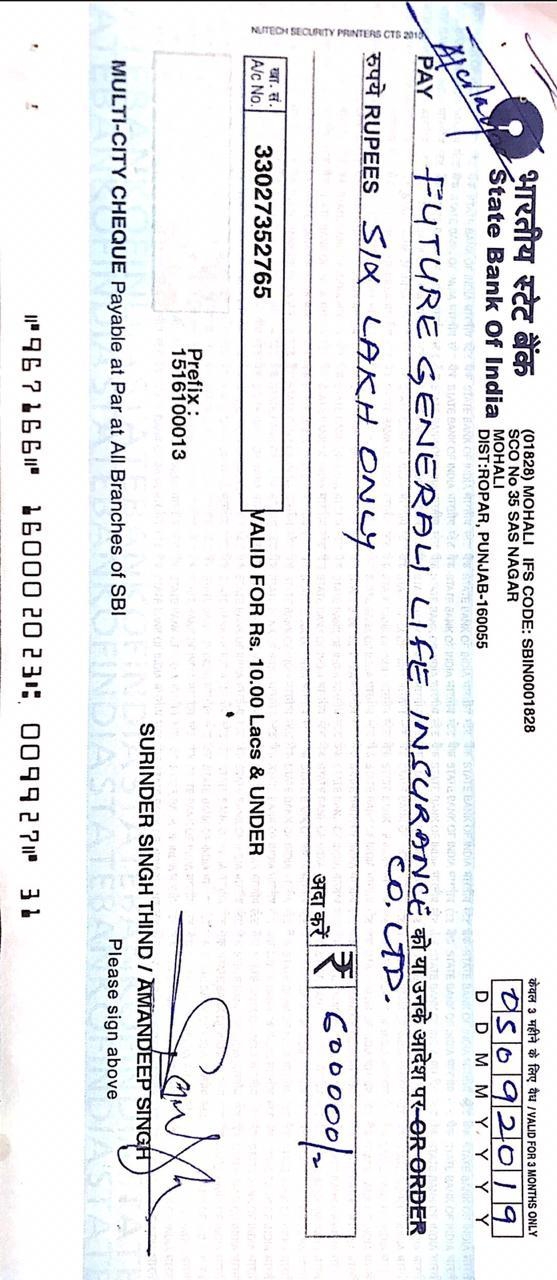 भारतीय स्टेट बैंक
State Bank Of India
(01828) MOHALI IFS CODE: SBIN0001828
SCO No 35 SAS NAGAR
MOHALI
DIST:ROPAR, PUNJAB-160055
केवल 3 महीने के लिए वैध / VALID FOR 3 MONTHS ONLY
05092019
D D M M Y Y Y Y
PAY FUTURE GENERALI LIFE INSURANCE को या उनके आदेश पर OR ORDER
CO. LTD.
रुपये RUPEES SIX LAKH ONLY
अदा करें ₹ 600000/-
खा. सं.
A/c No. 33027352765 VALID FOR Rs. 10.00 Lacs & UNDER
Prefix :
1516100013
SURINDER SINGH THIND / AMANDEEP SINGH
MULTI-CITY CHEQUE Payable at Par at All Branches of SBI
Please sign above
NUTECH SECURITY PRINTERS CTS 2010
⑈967166⑈ 160002023⑆ 009927⑈ 31